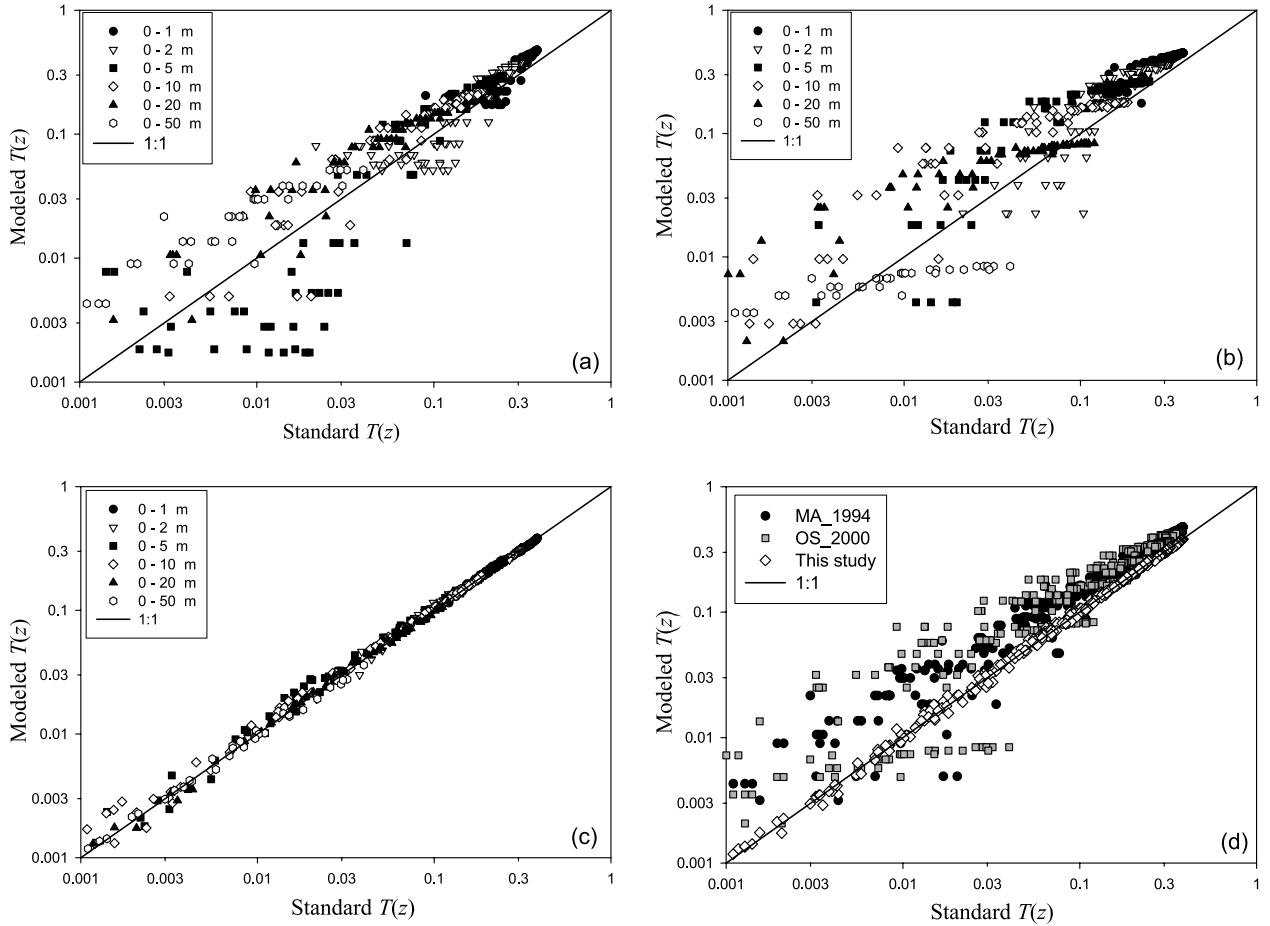 1
0.3
0.1
0.03
0.01
0.003
0.001
Modeled T(z)
0 - 1 m
0 - 2 m
0 - 5 m
0 - 10 m
0 - 20 m
0 - 50 m
1:1
(a)
0.001
0.003
0.01
0.03
0.1
0.3
1
Standard T(z)
1
0.3
0.1
0.03
0.01
0.003
0.001
Modeled T(z)
0 - 1 m
0 - 2 m
0 - 5 m
0 - 10 m
0 - 20 m
0 - 50 m
1:1
(b)
0.001
0.003
0.01
0.03
0.1
0.3
1
Standard T(z)
1
0.3
0.1
0.03
0.01
0.003
0.001
Modeled T(z)
0 - 1 m
0 - 2 m
0 - 5 m
0 - 10 m
0 - 20 m
0 - 50 m
1:1
(c)
0.001
0.003
0.01
0.03
0.1
0.3
1
Standard T(z)
1
0.3
0.1
0.03
0.01
0.003
0.001
Modeled T(z)
MA_1994
OS_2000
This study
1:1
(d)
0.001
0.003
0.01
0.03
0.1
0.3
1
Standard T(z)